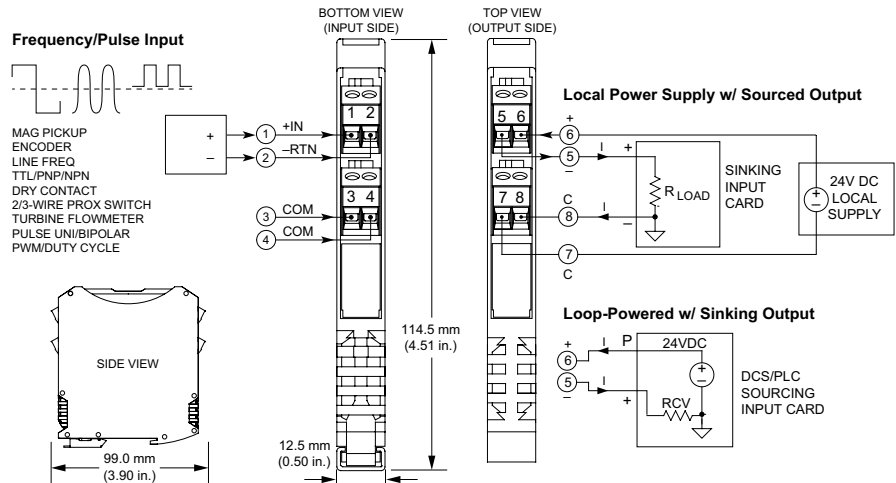 Frequency/Pulse Input
MAG PICKUP
ENCODER
LINE FREQ
TTL/PNP/NPN
DRY CONTACT
2/3-WIRE PROX SWITCH
TURBINE FLOWMETER
PULSE UNI/BIPOLAR
PWM/DUTY CYCLE
+
–
1 +IN
2 –RTN
3 COM
4 COM
BOTTOM VIEW
(INPUT SIDE)
1 2
3 4
114.5 mm
(4.51 in.)
12.5 mm
(0.50 in.)
SIDE VIEW
99.0 mm
(3.90 in.)
TOP VIEW
(OUTPUT SIDE)
5 6
7 8
Local Power Supply w/ Sourced Output
+
6
5
–
I
+
R LOAD
SINKING
INPUT
CARD
C
8
I
–
7
C
+
–
24V DC
LOCAL
SUPPLY
Loop-Powered w/ Sinking Output
+
6
I
P
24VDC
5
–
I
+
RCV
+
–
DCS/PLC
SOURCING
INPUT CARD